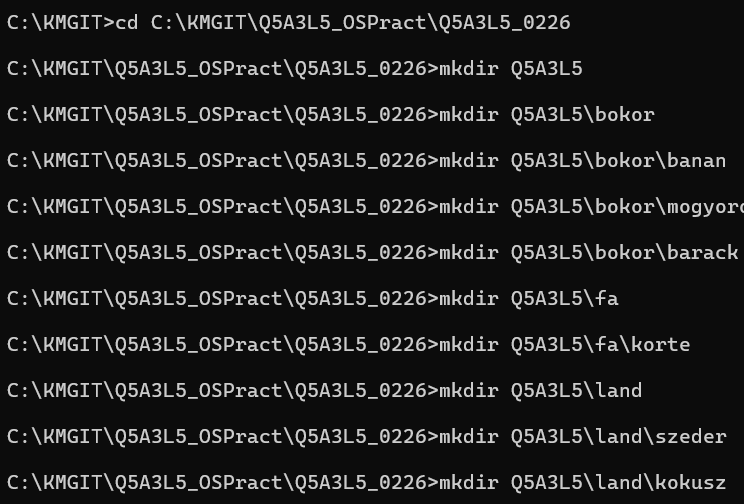 C:\KMGIT>cd C:\KMGIT\Q5A3L5_OSPract\Q5A3L5_0226
C:\KMGIT\Q5A3L5_OSPract\Q5A3L5_0226>mkdir Q5A3L5
C:\KMGIT\Q5A3L5_OSPract\Q5A3L5_0226>mkdir Q5A3L5\bokor
C:\KMGIT\Q5A3L5_OSPract\Q5A3L5_0226>mkdir Q5A3L5\bokor\banan
C:\KMGIT\Q5A3L5_OSPract\Q5A3L5_0226>mkdir Q5A3L5\bokor\mogyoro
C:\KMGIT\Q5A3L5_OSPract\Q5A3L5_0226>mkdir Q5A3L5\bokor\barack
C:\KMGIT\Q5A3L5_OSPract\Q5A3L5_0226>mkdir Q5A3L5\fa
C:\KMGIT\Q5A3L5_OSPract\Q5A3L5_0226>mkdir Q5A3L5\fa\korte
C:\KMGIT\Q5A3L5_OSPract\Q5A3L5_0226>mkdir Q5A3L5\land
C:\KMGIT\Q5A3L5_OSPract\Q5A3L5_0226>mkdir Q5A3L5\land\szeder
C:\KMGIT\Q5A3L5_OSPract\Q5A3L5_0226>mkdir Q5A3L5\land\kokusz